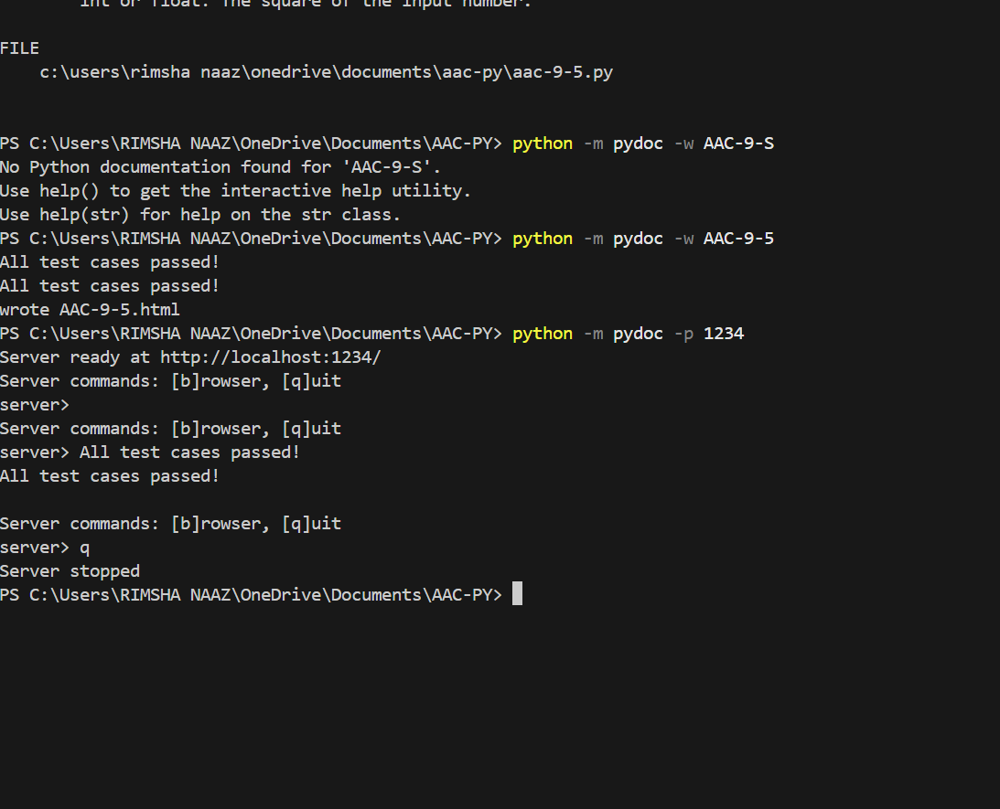 int or float: The square of the input number.
FILE
c:\users\rimsha naaz\onedrive\documents\aac-py\aac-9-5.py
PS C:\Users\RIMSHA NAAZ\OneDrive\Documents\AAC-PY> python -m pydoc -w AAC-9-S
No Python documentation found for 'AAC-9-S'.
Use help() to get the interactive help utility.
Use help(str) for help on the str class.
PS C:\Users\RIMSHA NAAZ\OneDrive\Documents\AAC-PY> python -m pydoc -w AAC-9-5
All test cases passed!
All test cases passed!
wrote AAC-9-5.html
PS C:\Users\RIMSHA NAAZ\OneDrive\Documents\AAC-PY> python -m pydoc -p 1234
Server ready at http://localhost:1234/
Server commands: [b]rowser, [q]uit
server>
Server commands: [b]rowser, [q]uit
server> All test cases passed!
All test cases passed!
Server commands: [b]rowser, [q]uit
server> q
Server stopped
PS C:\Users\RIMSHA NAAZ\OneDrive\Documents\AAC-PY>